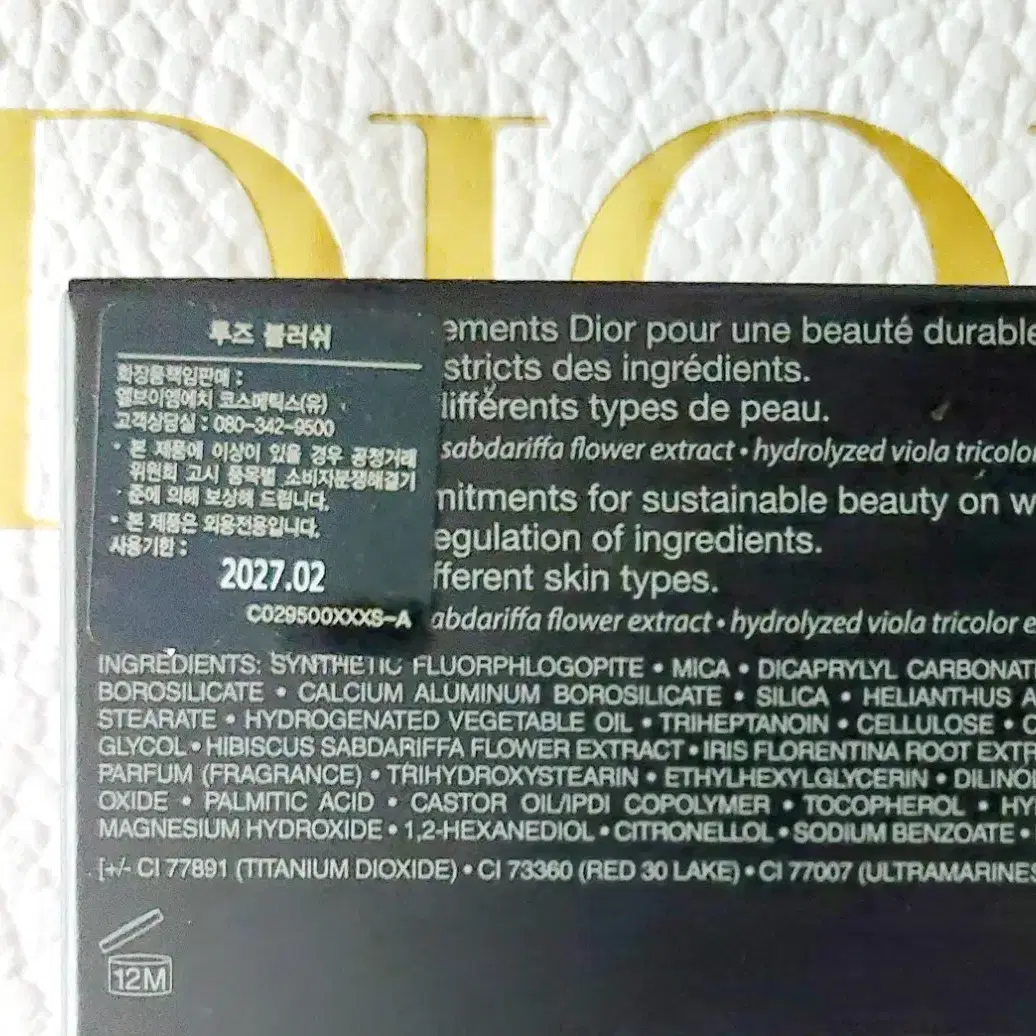 DIO
루즈 블러쉬
화장품책임판매 :
엘브이엠에치 코스메틱스(유)
고객상담실 : 080-342-9500
· 본 제품에 이상이 있을 경우 공정거래
위원회 고시 품목별 소비자분쟁해결기
준에 의해 보상해 드립니다.
· 본 제품은 외용전용입니다.
사용기한 :
2027.02
C029500XXXS-A
ements Dior pour une beauté durable
stricts des ingrédients.
ifférents types de peau.
sabdariffa flower extract • hydrolyzed viola tricolor
mitments for sustainable beauty on w
egulation of ingredients.
fferent skin types.
abdariffa flower extract • hydrolyzed viola tricolor e
INGREDIENTS: SYNTHETIC FLUORPHLOGOPITE • MICA • DICAPRYLYL CARBONAT
BOROSILICATE • CALCIUM ALUMINUM BOROSILICATE • SILICA • HELIANTHUS A
STEARATE • HYDROGENATED VEGETABLE OIL • TRIHEPTANOIN • CELLULOSE •
GLYCOL • HIBISCUS SABDARIFFA FLOWER EXTRACT • IRIS FLORENTINA ROOT EXTR
PARFUM (FRAGRANCE) • TRIHYDROXYSTEARIN • ETHYLHEXYLGLYCERIN • DILINO
OXIDE • PALMITIC ACID • CASTOR OIL/IPDI COPOLYMER • TOCOPHEROL • HY
MAGNESIUM HYDROXIDE • 1,2-HEXANEDIOL • CITRONELLOL • SODIUM BENZOATE •
[+/- CI 77891 (TITANIUM DIOXIDE) • CI 73360 (RED 30 LAKE) • CI 77007 (ULTRAMARINES
12M